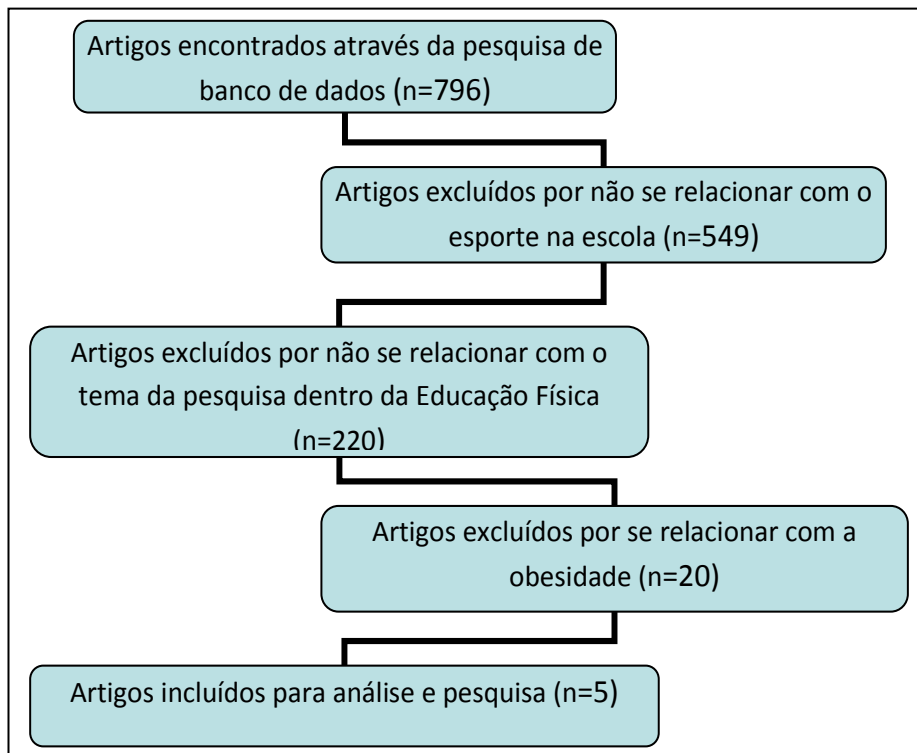 Artigos encontrados através da pesquisa de
banco de dados (n=796)
Artigos excluídos por não se relacionar com o
esporte na escola (n=549)
Artigos excluídos por não se relacionar com o
tema da pesquisa dentro da Educação Física
(n=220)
Artigos excluídos por se relacionar com a
obesidade (n=20)
Artigos incluídos para análise e pesquisa (n=5)